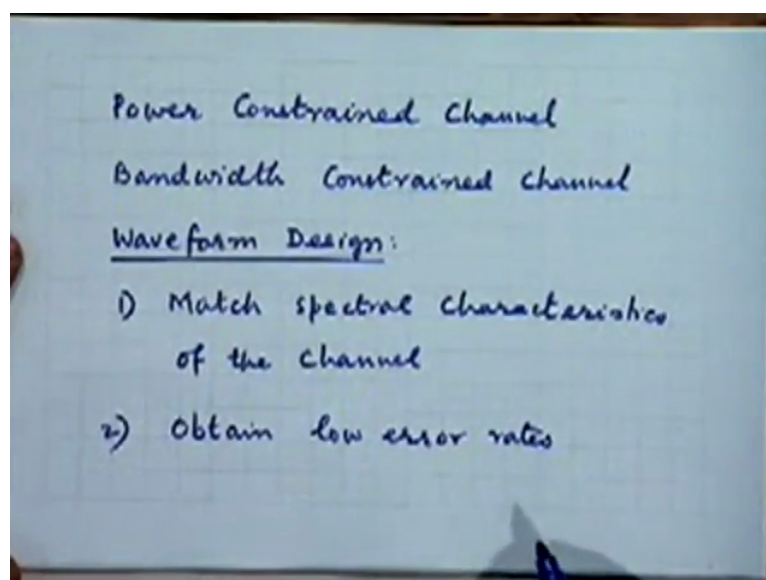 Power Constrained Channel
Bandwidth Constrained Channel
Waveform Design:
1) Match spectral characteristics
of the channel
2) Obtain low error rates